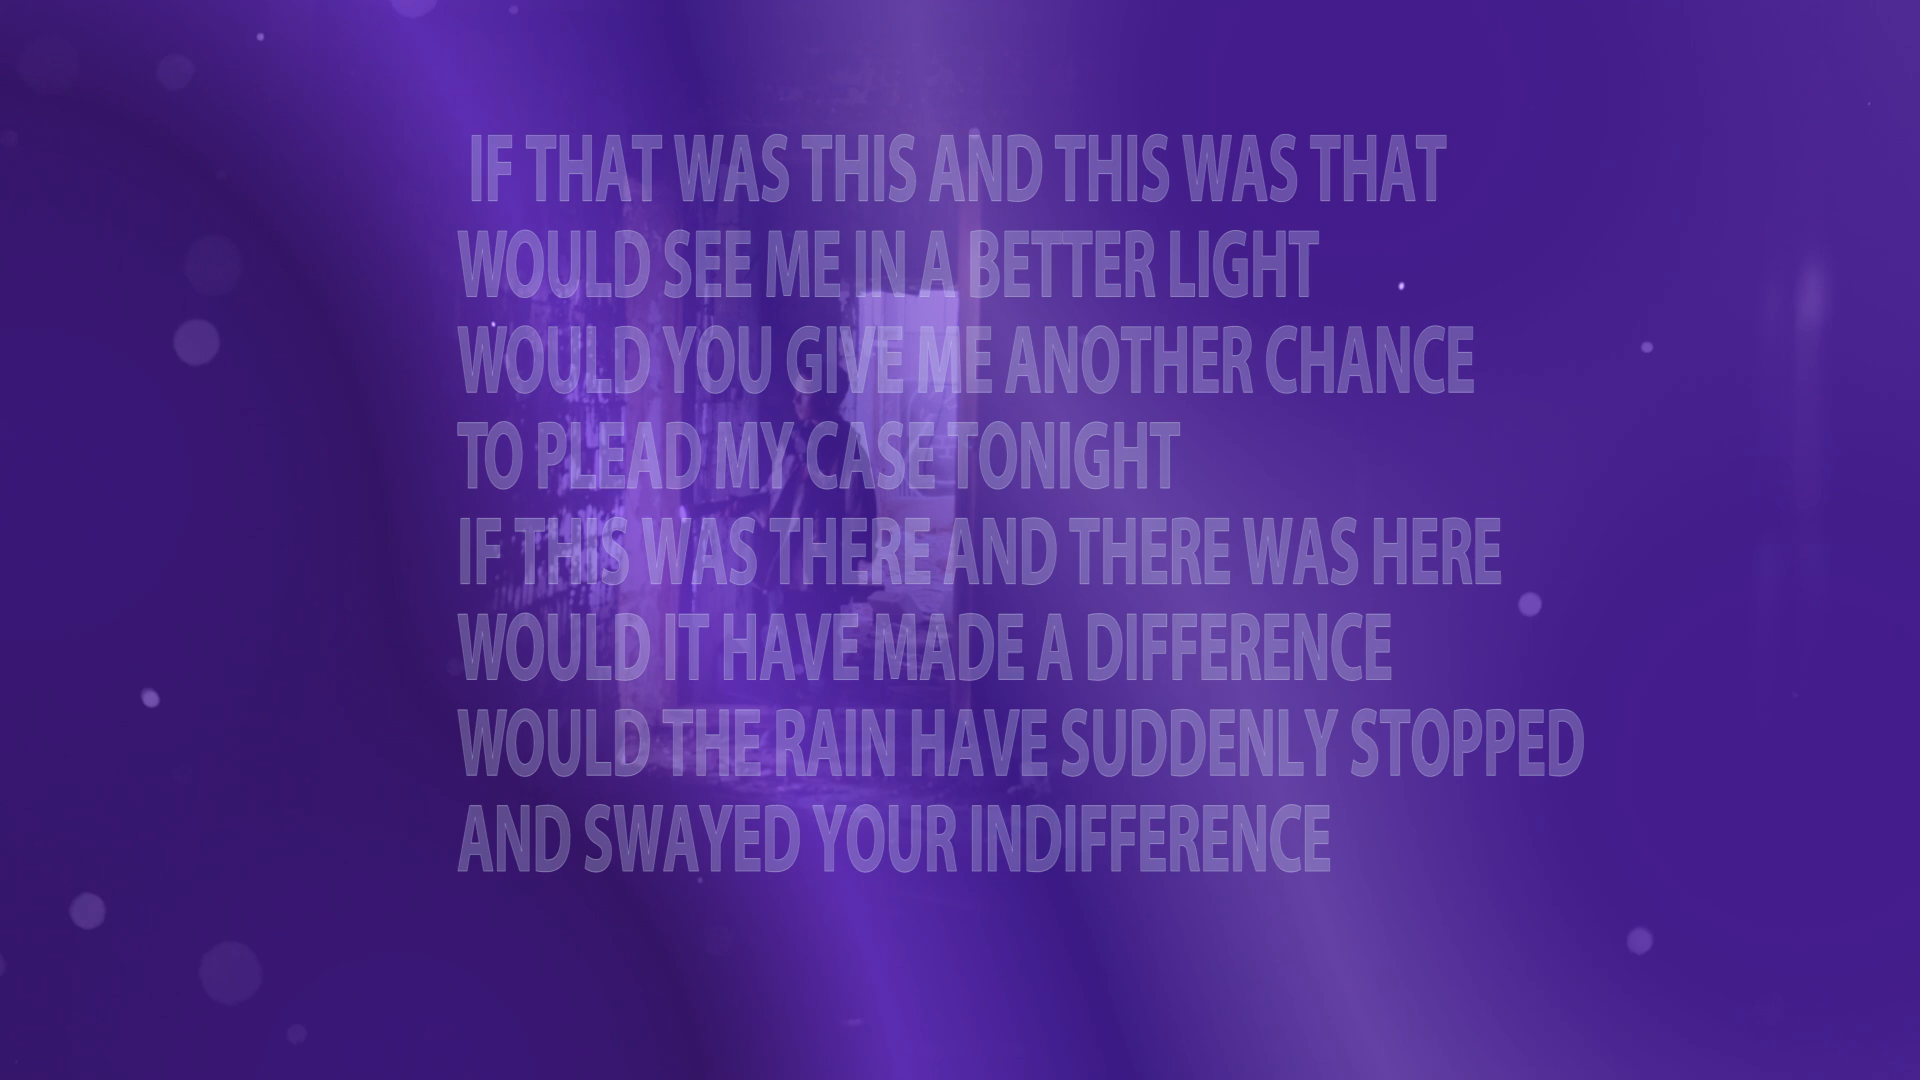 IF THAT WAS THIS AND THIS WAS THAT
WOULD SEE ME IN A BETTER LIGHT
WOULD YOU GIVE ME ANOTHER CHANCE
TO PLEAD MY CASE TONIGHT
IF THIS WAS THERE AND THERE WAS HERE
WOULD IT HAVE MADE A DIFFERENCE
WOULD THE RAIN HAVE SUDDENLY STOPPED
AND SWAYED YOUR INDIFFERENCE